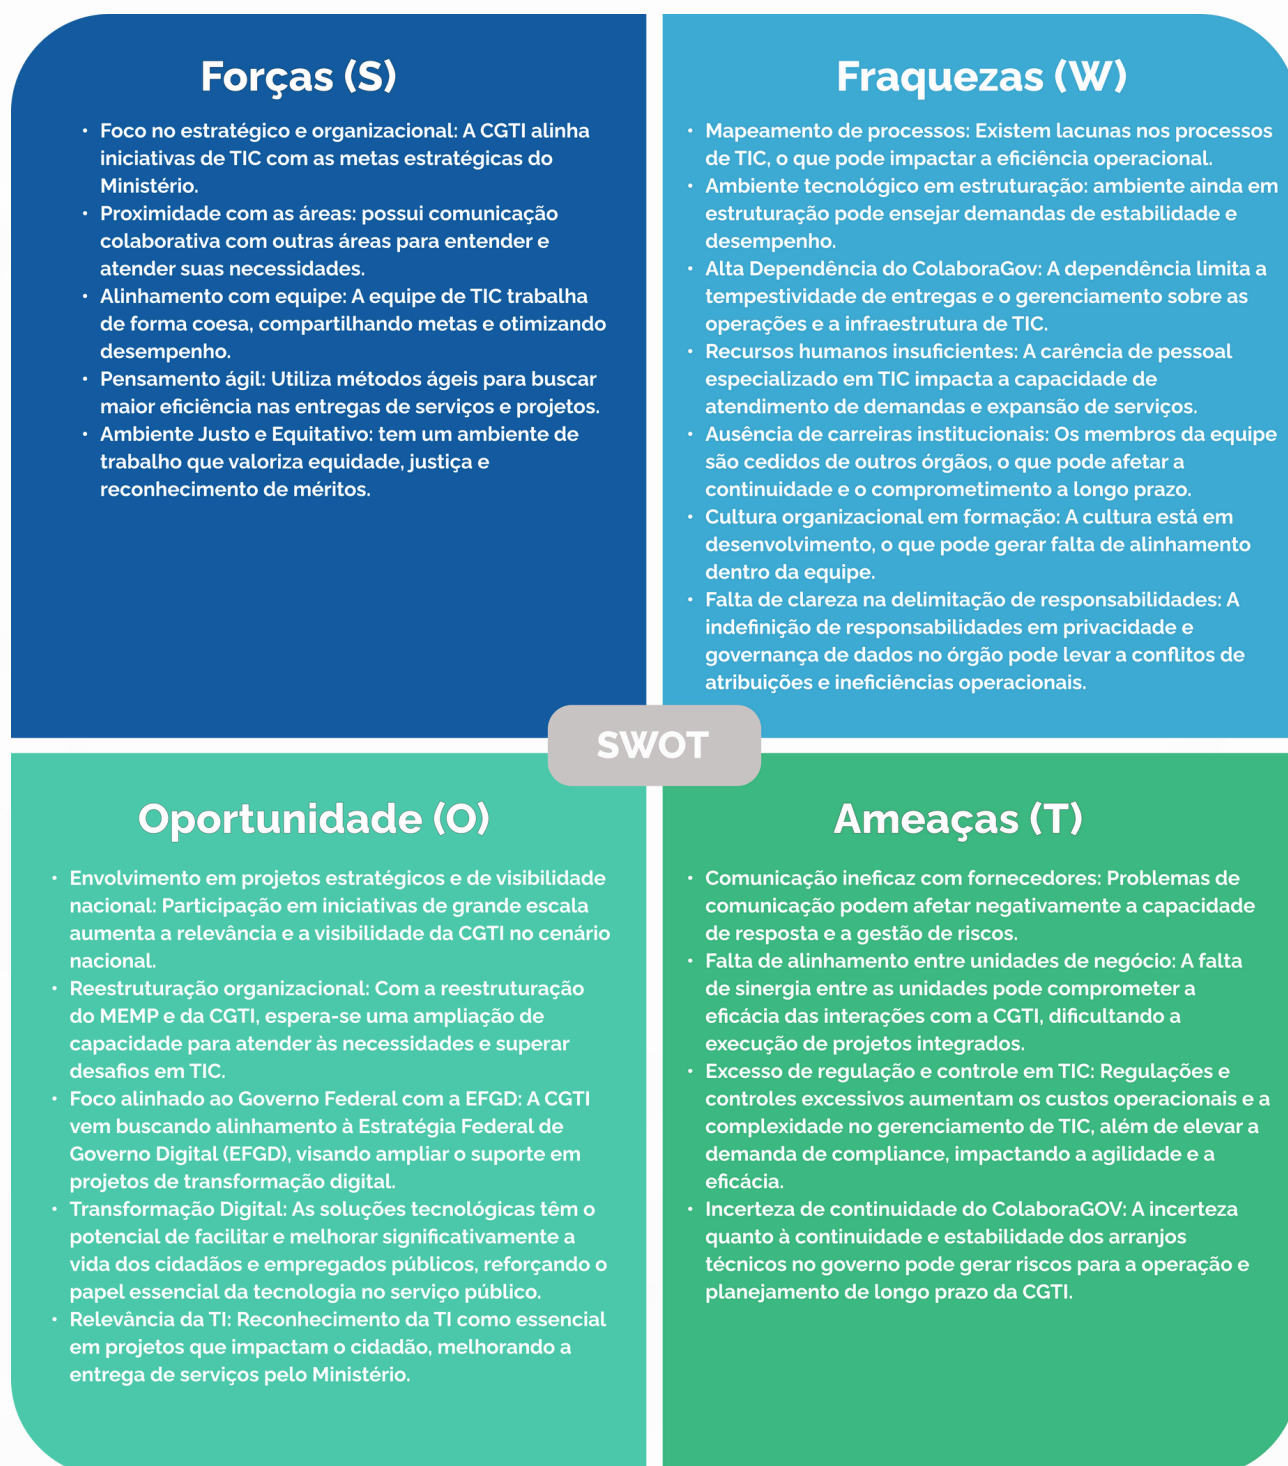 Forças (S)
• Foco no estratégico e organizacional: A CGTI alinha
iniciativas de TIC com as metas estratégicas do
Ministério.
• Proximidade com as áreas: possui comunicação
colaborativa com outras áreas para entender e
atender suas necessidades.
• Alinhamento com equipe: A equipe de TIC trabalha
de forma coesa, compartilhando metas e otimizando
desempenho.
• Pensamento ágil: Utiliza métodos ágeis para buscar
maior eficiência nas entregas de serviços e projetos.
• Ambiente Justo e Equitativo: tem um ambiente de
trabalho que valoriza equidade, justiça e
reconhecimento de méritos.
Fraquezas (W)
• Mapeamento de processos: Existem lacunas nos processos
de TIC, o que pode impactar a eficiência operacional.
• Ambiente tecnológico em estruturação: ambiente ainda em
estruturação pode ensejar demandas de estabilidade e
desempenho.
• Alta Dependência do ColaboraGov: A dependência limita a
tempestividade de entregas e o gerenciamento sobre as
operações e a infraestrutura de TIC.
• Recursos humanos insuficientes: A carência de pessoal
especializado em TIC impacta a capacidade de
atendimento de demandas e expansão de serviços.
• Ausência de carreiras institucionais: Os membros da equipe
são cedidos de outros órgãos, o que pode afetar a
continuidade e o comprometimento a longo prazo.
• Cultura organizacional em formação: A cultura está em
desenvolvimento, o que pode gerar falta de alinhamento
dentro da equipe.
• Falta de clareza na delimitação de responsabilidades: A
indefinição de responsabilidades em privacidade e
governança de dados no órgão pode levar a conflitos de
atribuições e ineficiências operacionais.
SWOT
Oportunidade (O)
• Envolvimento em projetos estratégicos e de visibilidade
nacional: Participação em iniciativas de grande escala
aumenta a relevância e a visibilidade da CGTI no cenário
nacional.
• Reestruturação organizacional: Com a reestruturação
do MEMP e da CGTI, espera-se uma ampliação de
capacidade para atender às necessidades e superar
desafios em TIC.
• Foco alinhado ao Governo Federal com a EFGD: A CGTI
vem buscando alinhamento à Estratégia Federal de
Governo Digital (EFGD), visando ampliar o suporte em
projetos de transformação digital.
• Transformação Digital: As soluções tecnológicas têm o
potencial de facilitar e melhorar significativamente a
vida dos cidadãos e empregados públicos, reforçando o
papel essencial da tecnologia no serviço público.
• Relevância da TI: Reconhecimento da TI como essencial
em projetos que impactam o cidadão, melhorando a
entrega de serviços pelo Ministério.
Ameaças (T)
• Comunicação ineficaz com fornecedores: Problemas de
comunicação podem afetar negativamente a capacidade
de resposta e a gestão de riscos.
• Falta de alinhamento entre unidades de negócio: A falta
de sinergia entre as unidades pode comprometer a
eficácia das interações com a CGTI, dificultando a
execução de projetos integrados.
• Excesso de regulação e controle em TIC: Regulações e
controles excessivos aumentam os custos operacionais e a
complexidade no gerenciamento de TIC, além de elevar a
demanda de compliance, impactando a agilidade e a
eficácia.
• Incerteza de continuidade do ColaboraGOV: A incerteza
quanto à continuidade e estabilidade dos arranjos
técnicos no governo pode gerar riscos para a operação e
planejamento de longo prazo da CGTI.